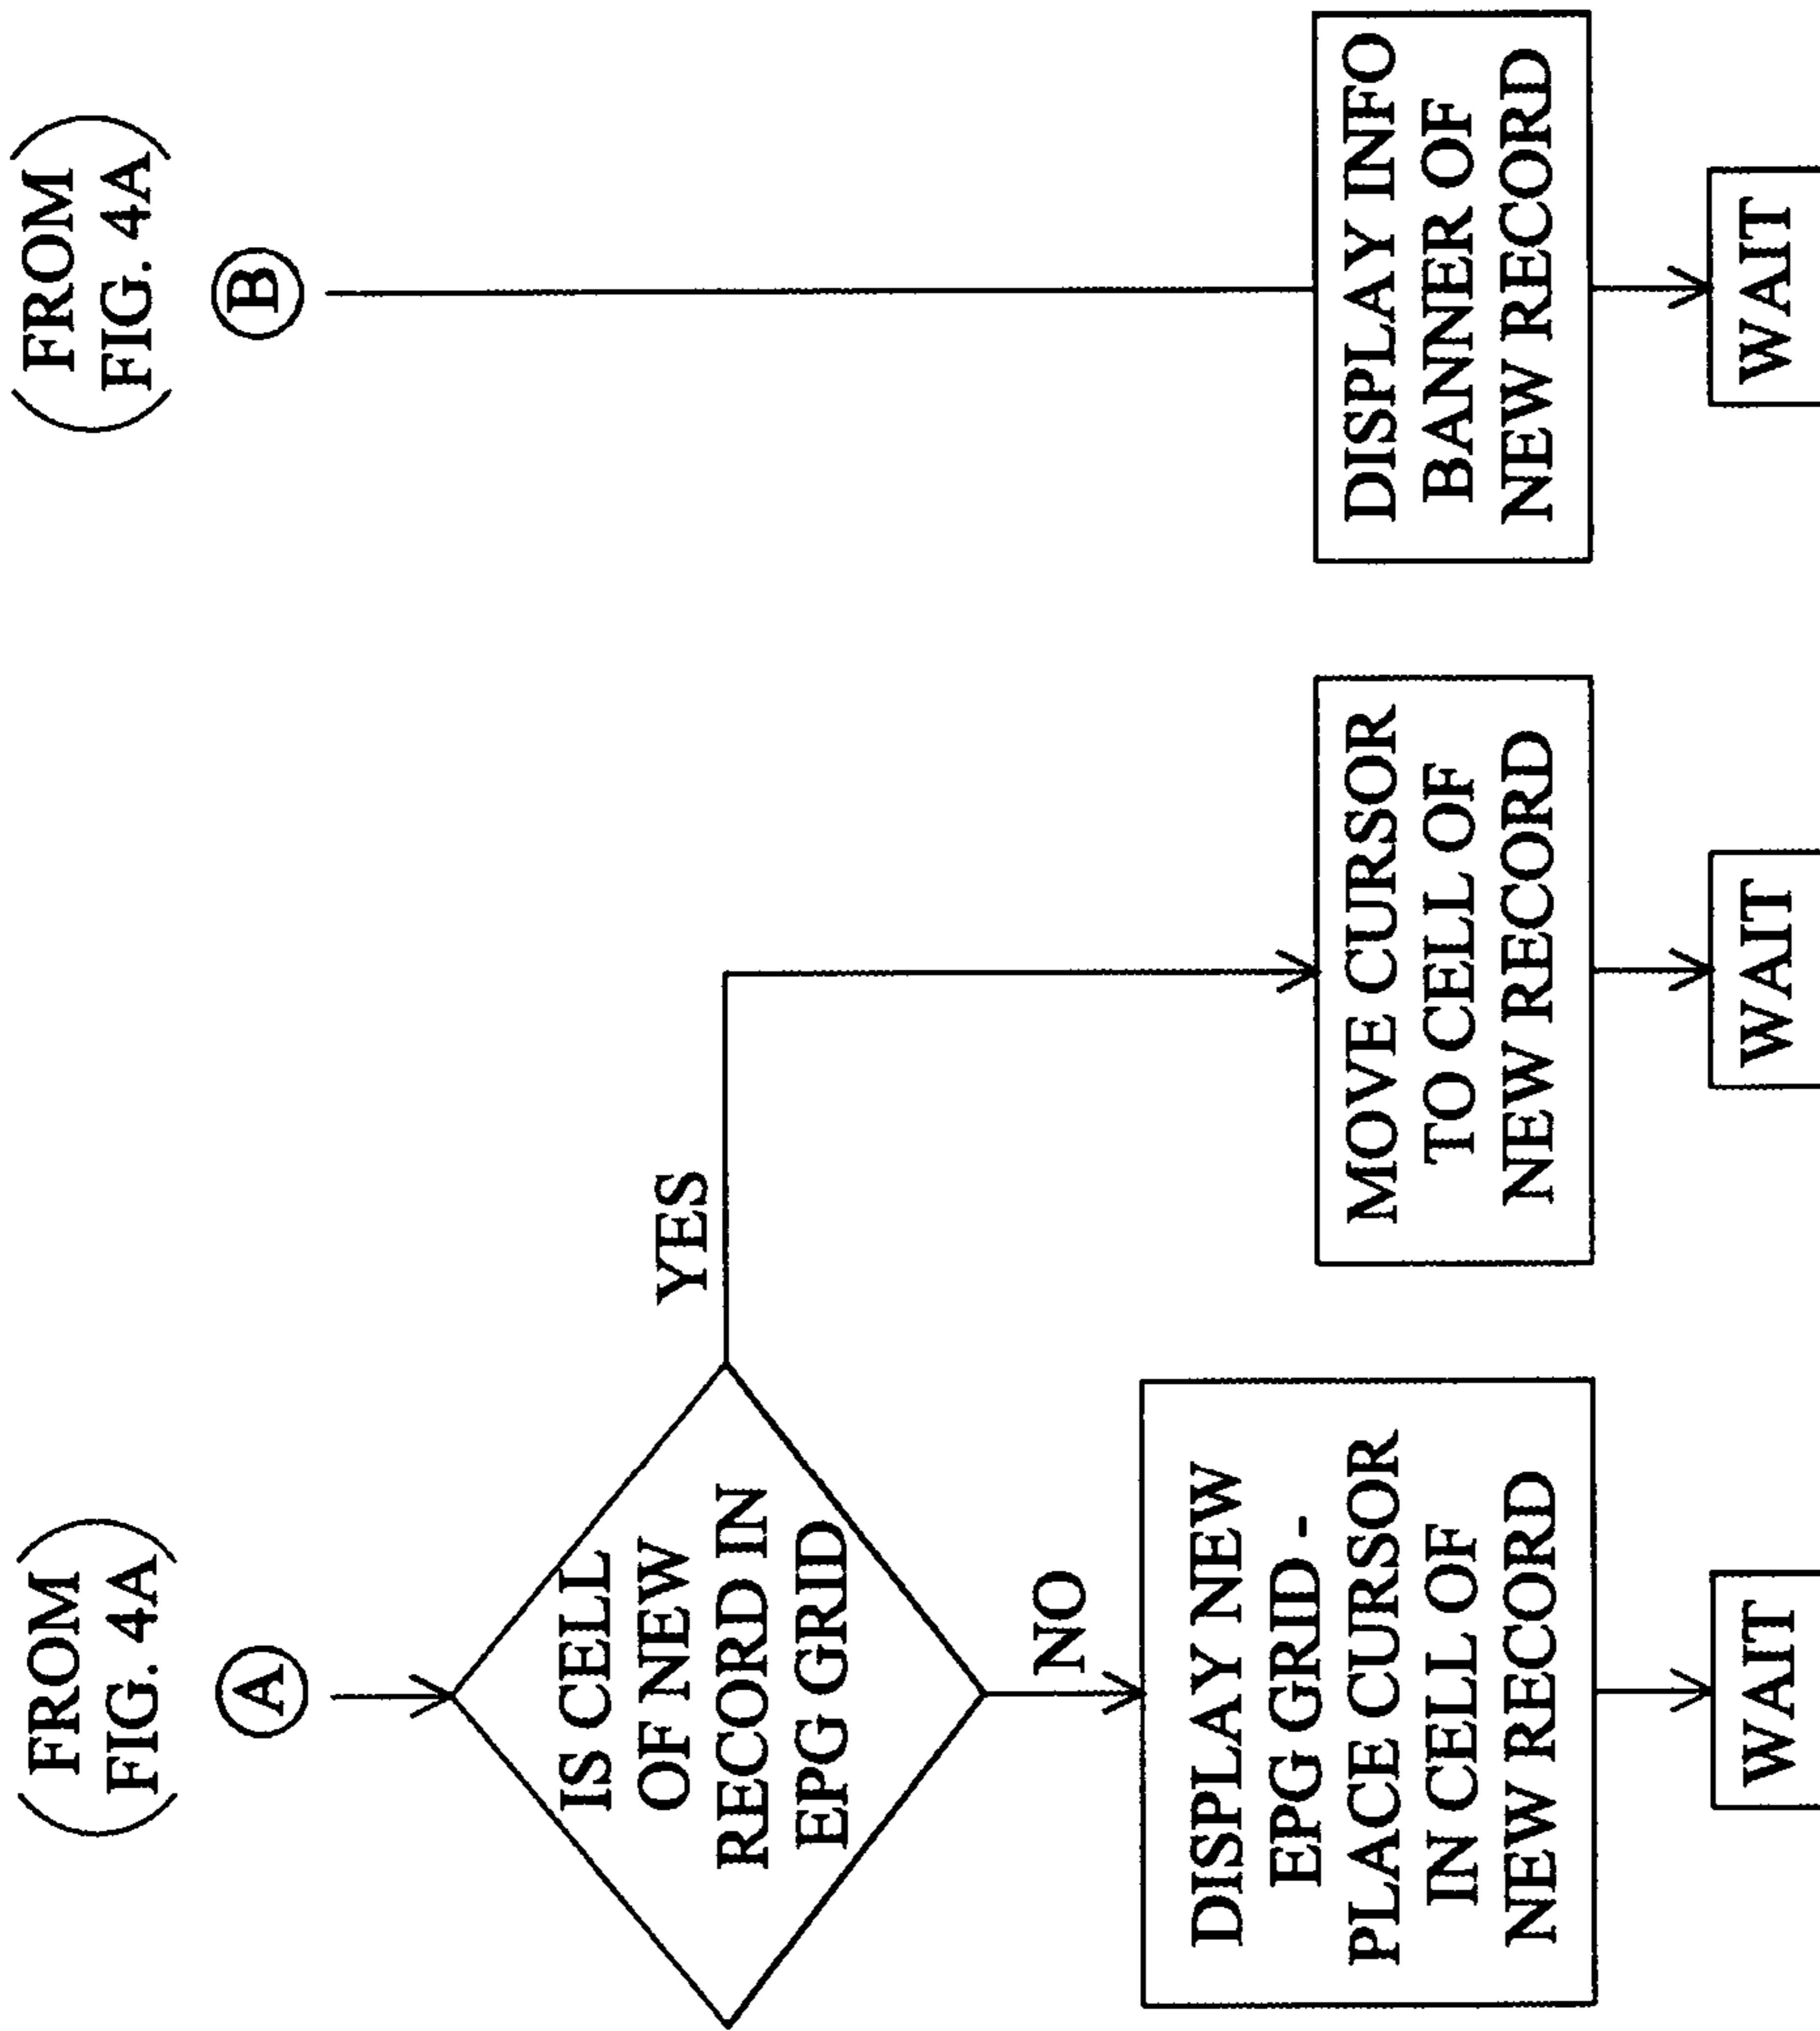 (FROM
FIG. 4A)
A
IS CELL
OF NEW
RECORD IN
EPG GRID
YES
NO
DISPLAY NEW
EPG GRID -
PLACE CURSOR
IN CELL OF
NEW RECORD
WAIT
MOVE CURSOR
TO CELL OF
NEW RECORD
WAIT
(FROM
FIG. 4A)
B
DISPLAY INFO
BANNER OF
NEW RECORD
WAIT